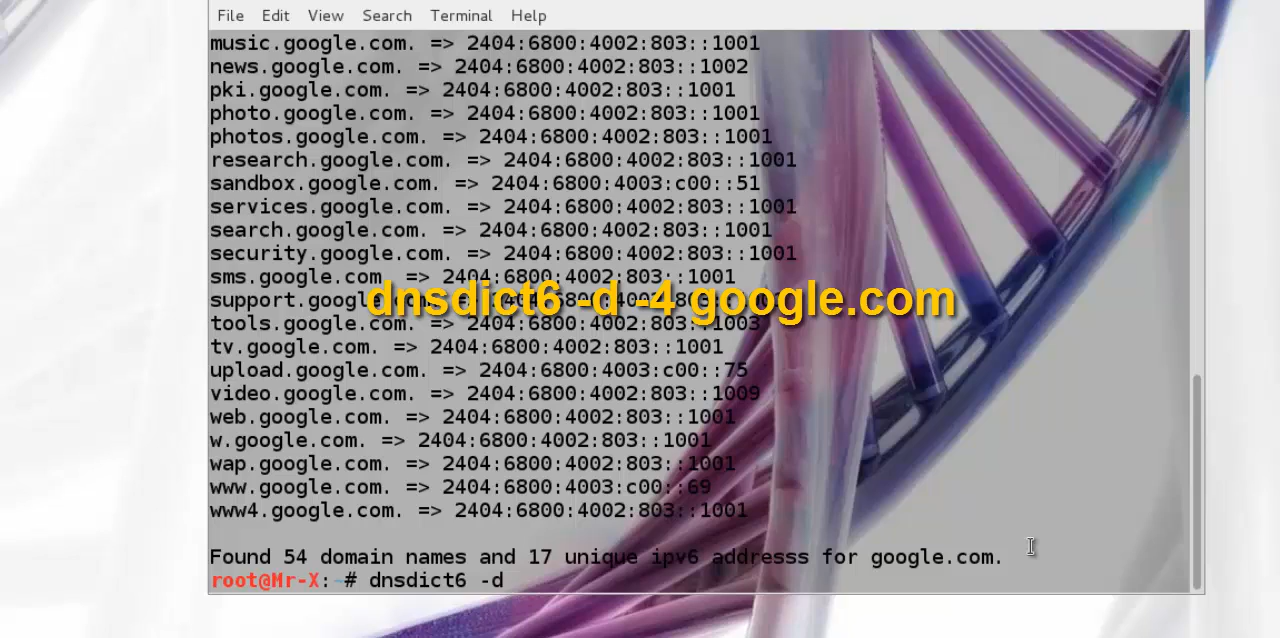 File Edit View Search Terminal Help
music.google.com. => 2404:6800:4002:803::1001
news.google.com. => 2404:6800:4002:803::1002
pki.google.com. => 2404:6800:4002:803::1001
photo.google.com. => 2404:6800:4002:803::1001
photos.google.com. => 2404:6800:4002:803::1001
research.google.com. => 2404:6800:4002:803::1001
sandbox.google.com. => 2404:6800:4003:c00::51
services.google.com. => 2404:6800:4002:803::1001
search.google.com. => 2404:6800:4002:803::1001
security.google.com. => 2404:6800:4002:803::1001
sms.google.com. => 2404:6800:4002:803::1001
dnsdict6 -d -4 google.com
support.google.com. =>
tools.google.com. => 2404:6800:4002:803::1003
tv.google.com. => 2404:6800:4002:803::1001
upload.google.com. => 2404:6800:4003:c00::75
video.google.com. => 2404:6800:4002:803::1009
web.google.com. => 2404:6800:4002:803::1001
w.google.com. => 2404:6800:4002:803::1001
wap.google.com. => 2404:6800:4002:803::1001
www.google.com. => 2404:6800:4003:c00::69
www4.google.com. => 2404:6800:4002:803::1001
Found 54 domain names and 17 unique ipv6 addresss for google.com.
root@Mr-X:~# dnsdict6 -d